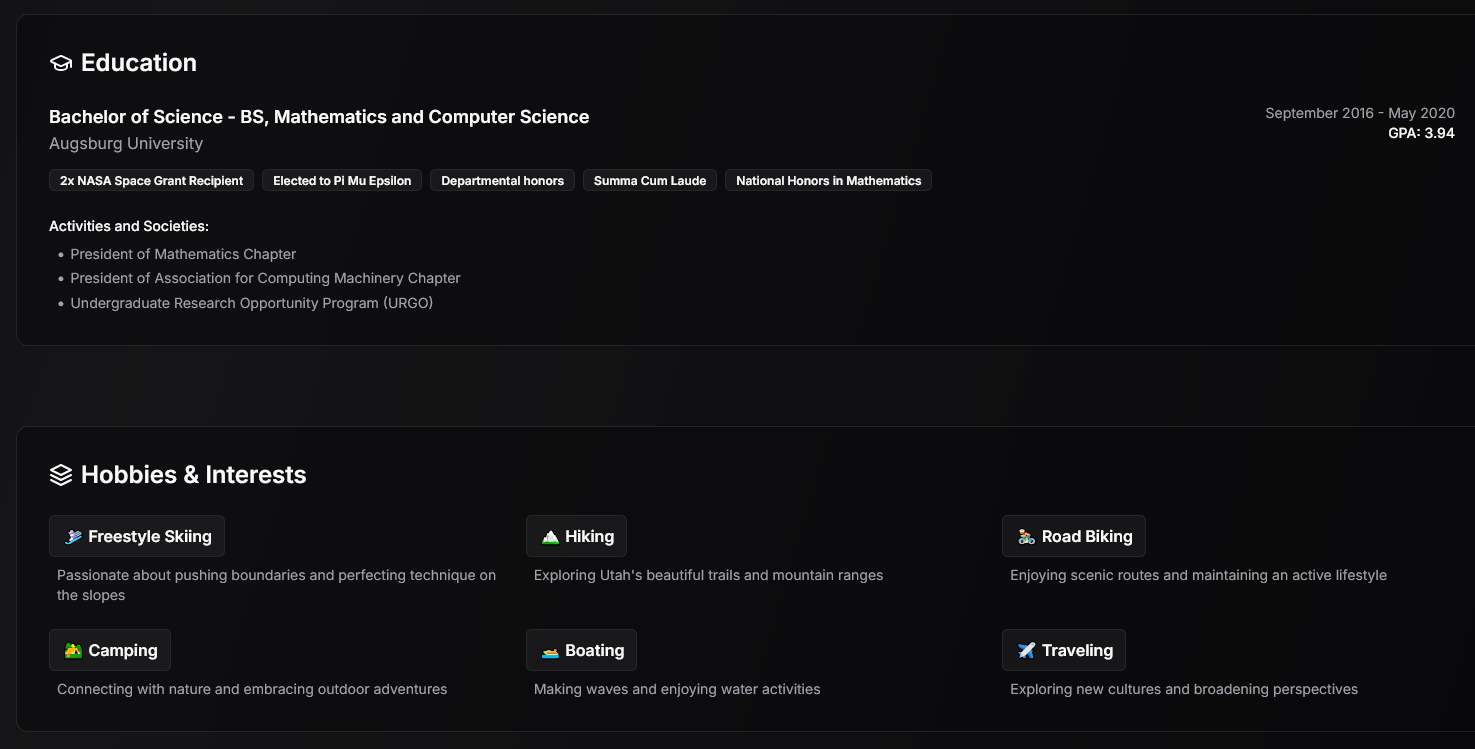 Education
Bachelor of Science - BS, Mathematics and Computer Science
September 2016 - May 2020
Augsburg University
GPA: 3.94
2x NASA Space Grant Recipient
Elected to Pi Mu Epsilon
Departmental honors
Summa Cum Laude
National Honors in Mathematics
Activities and Societies:
• President of Mathematics Chapter
• President of Association for Computing Machinery Chapter
• Undergraduate Research Opportunity Program (URGO)
Hobbies & Interests
Freestyle Skiing
Passionate about pushing boundaries and perfecting technique on
the slopes
Hiking
Exploring Utah's beautiful trails and mountain ranges
Road Biking
Enjoying scenic routes and maintaining an active lifestyle
Camping
Connecting with nature and embracing outdoor adventures
Boating
Making waves and enjoying water activities
Traveling
Exploring new cultures and broadening perspectives